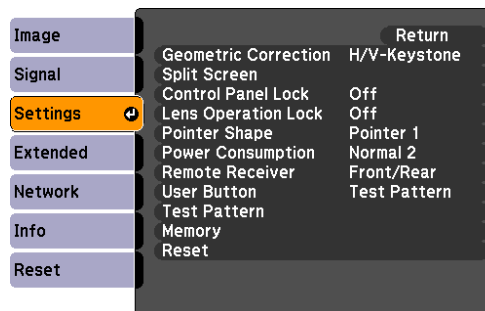 Image
Signal
Settings
Extended
Network
Info
Reset
Return
Geometric Correction H/V-Keystone
Split Screen
Control Panel Lock Off
Lens Operation Lock Off
Pointer Shape Pointer 1
Power Consumption Normal 2
Remote Receiver Front/Rear
User Button Test Pattern
Test Pattern
Memory
Reset